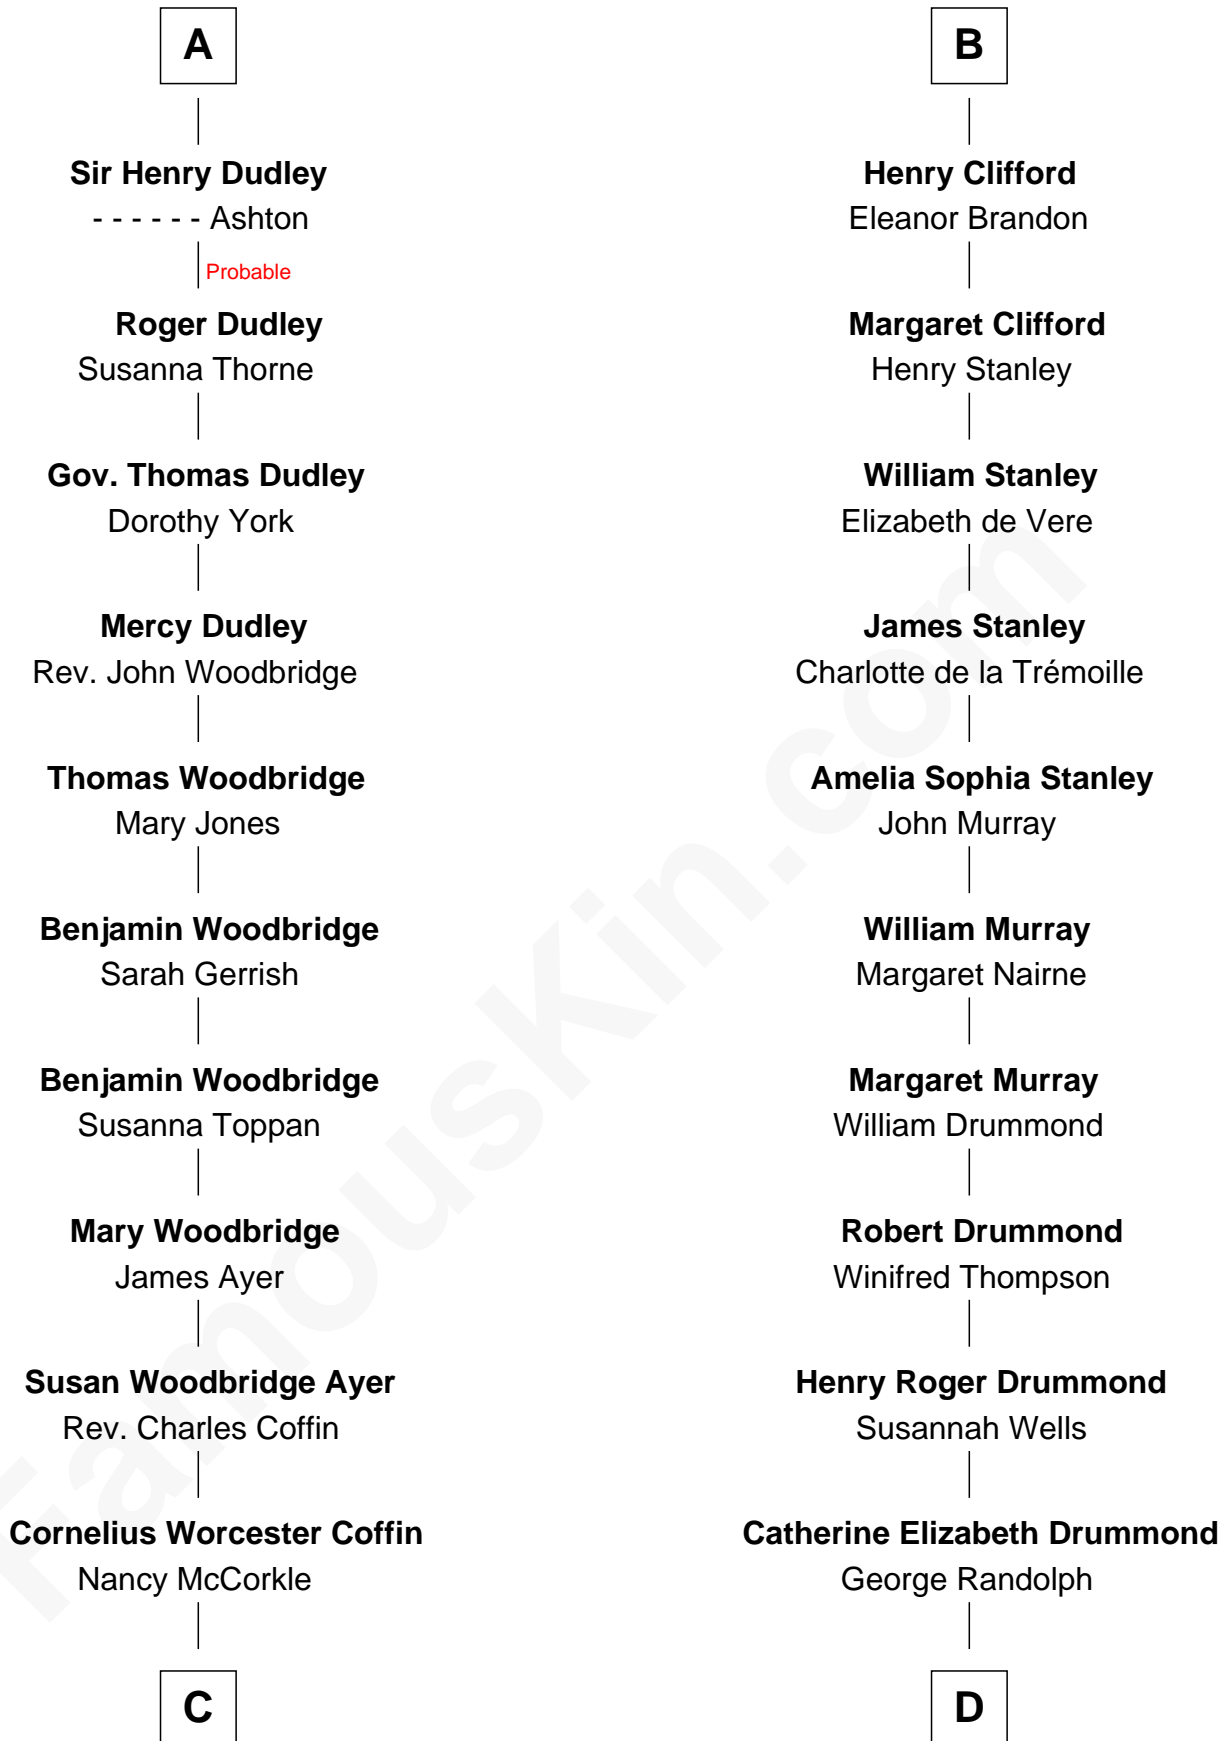 A
Sir Henry Dudley
- - - - - - Ashton
Probable
Roger Dudley
Susanna Thorne
Gov. Thomas Dudley
Dorothy York
Mercy Dudley
Rev. John Woodbridge
Thomas Woodbridge
Mary Jones
Benjamin Woodbridge
Sarah Gerrish
Benjamin Woodbridge
Susanna Toppan
Mary Woodbridge
James Ayer
Susan Woodbridge Ayer
Rev. Charles Coffin
Cornelius Worcester Coffin
Nancy McCorkle
C
B
Henry Clifford
Eleanor Brandon
Margaret Clifford
Henry Stanley
William Stanley
Elizabeth de Vere
James Stanley
Charlotte de la Trémoille
Amelia Sophia Stanley
John Murray
William Murray
Margaret Nairne
Margaret Murray
William Drummond
Robert Drummond
Winifred Thompson
Henry Roger Drummond
Susannah Wells
Catherine Elizabeth Drummond
George Randolph
D
FamousKin.com